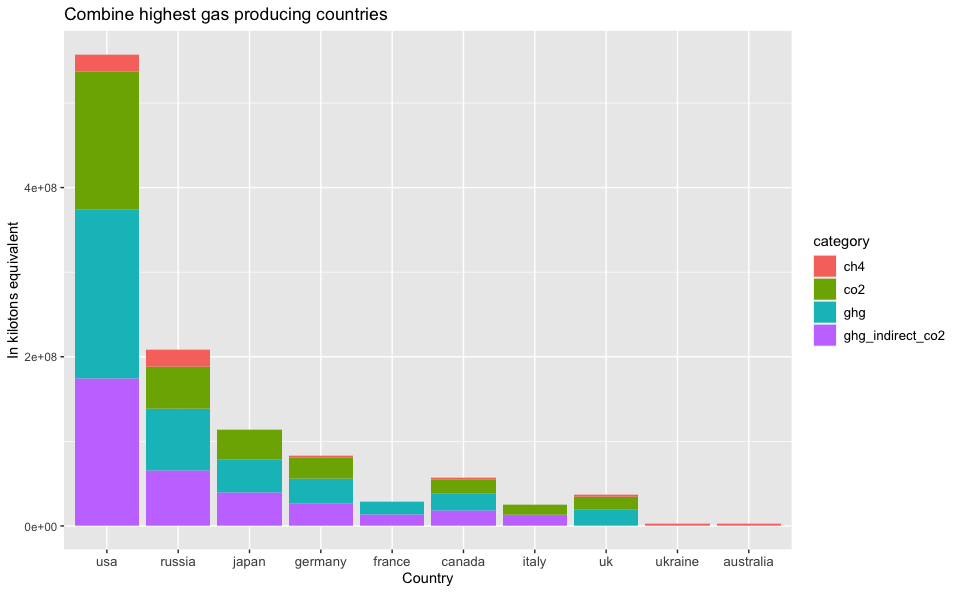 Combine highest gas producing countries
In kilotons equivalent
4e+08
2e+08
0e+00
usa russia japan germany france canada italy uk ukraine australia
Country
category
ch4
co2
ghg
ghg_indirect_co2